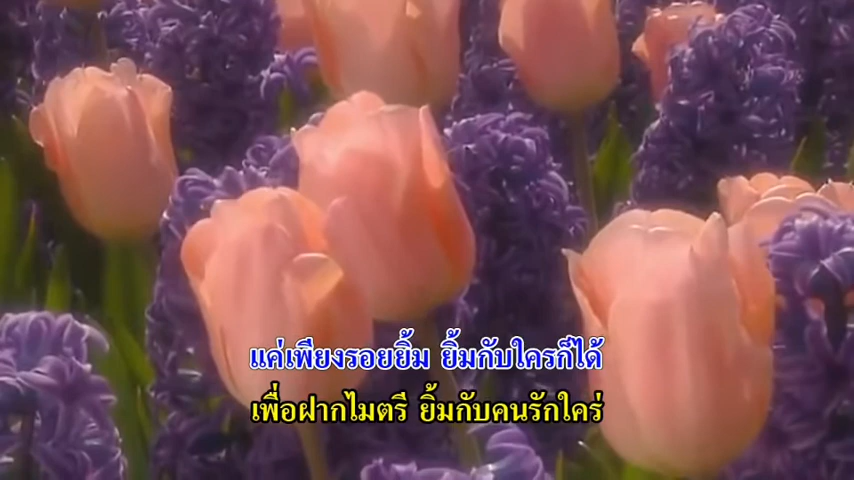 แค่เพียงรอยยิ้ม ยิ้มกับใครก็ได้
เพื่อฝากไมตรี ยิ้มกับคนรักใคร่